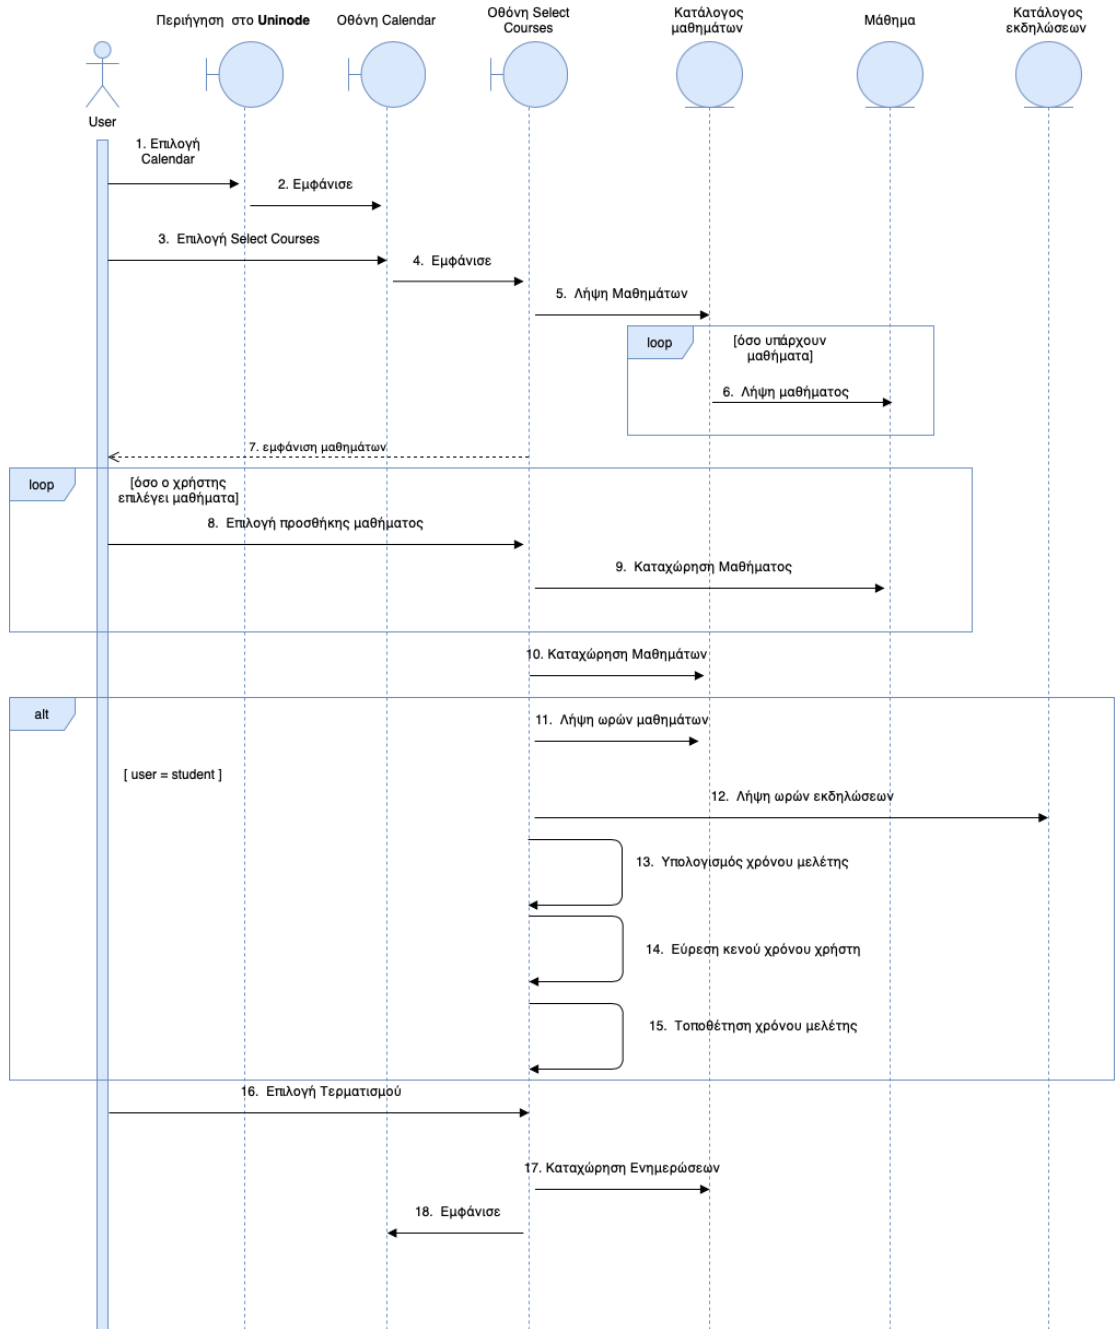 Περιήγηση στο Uninode
Οθόνη Calendar
Οθόνη Select
Courses
Κατάλογος
μαθημάτων
Μάθημα
Κατάλογος
εκδηλώσεων
User
1. Επιλογή
Calendar
2. Εμφάνισε
3. Επιλογή Select Courses
4. Εμφάνισε
5. Λήψη Μαθημάτων
loop
[όσο υπάρχουν
μαθήματα]
6. Λήψη μαθήματος
7. εμφάνιση μαθημάτων
loop
[όσο ο χρήστης
επιλέγει μαθήματα]
8. Επιλογή προσθήκης μαθήματος
9. Καταχώρηση Μαθήματος
10. Καταχώρηση Μαθημάτων
alt
11. Λήψη ωρών μαθημάτων
[ user = student ]
12. Λήψη ωρών εκδηλώσεων
13. Υπολογισμός χρόνου μελέτης
14. Εύρεση κενού χρόνου χρήστη
15. Τοποθέτηση χρόνου μελέτης
16. Επιλογή Τερματισμού
17. Καταχώρηση Ενημερώσεων
18. Εμφάνισε